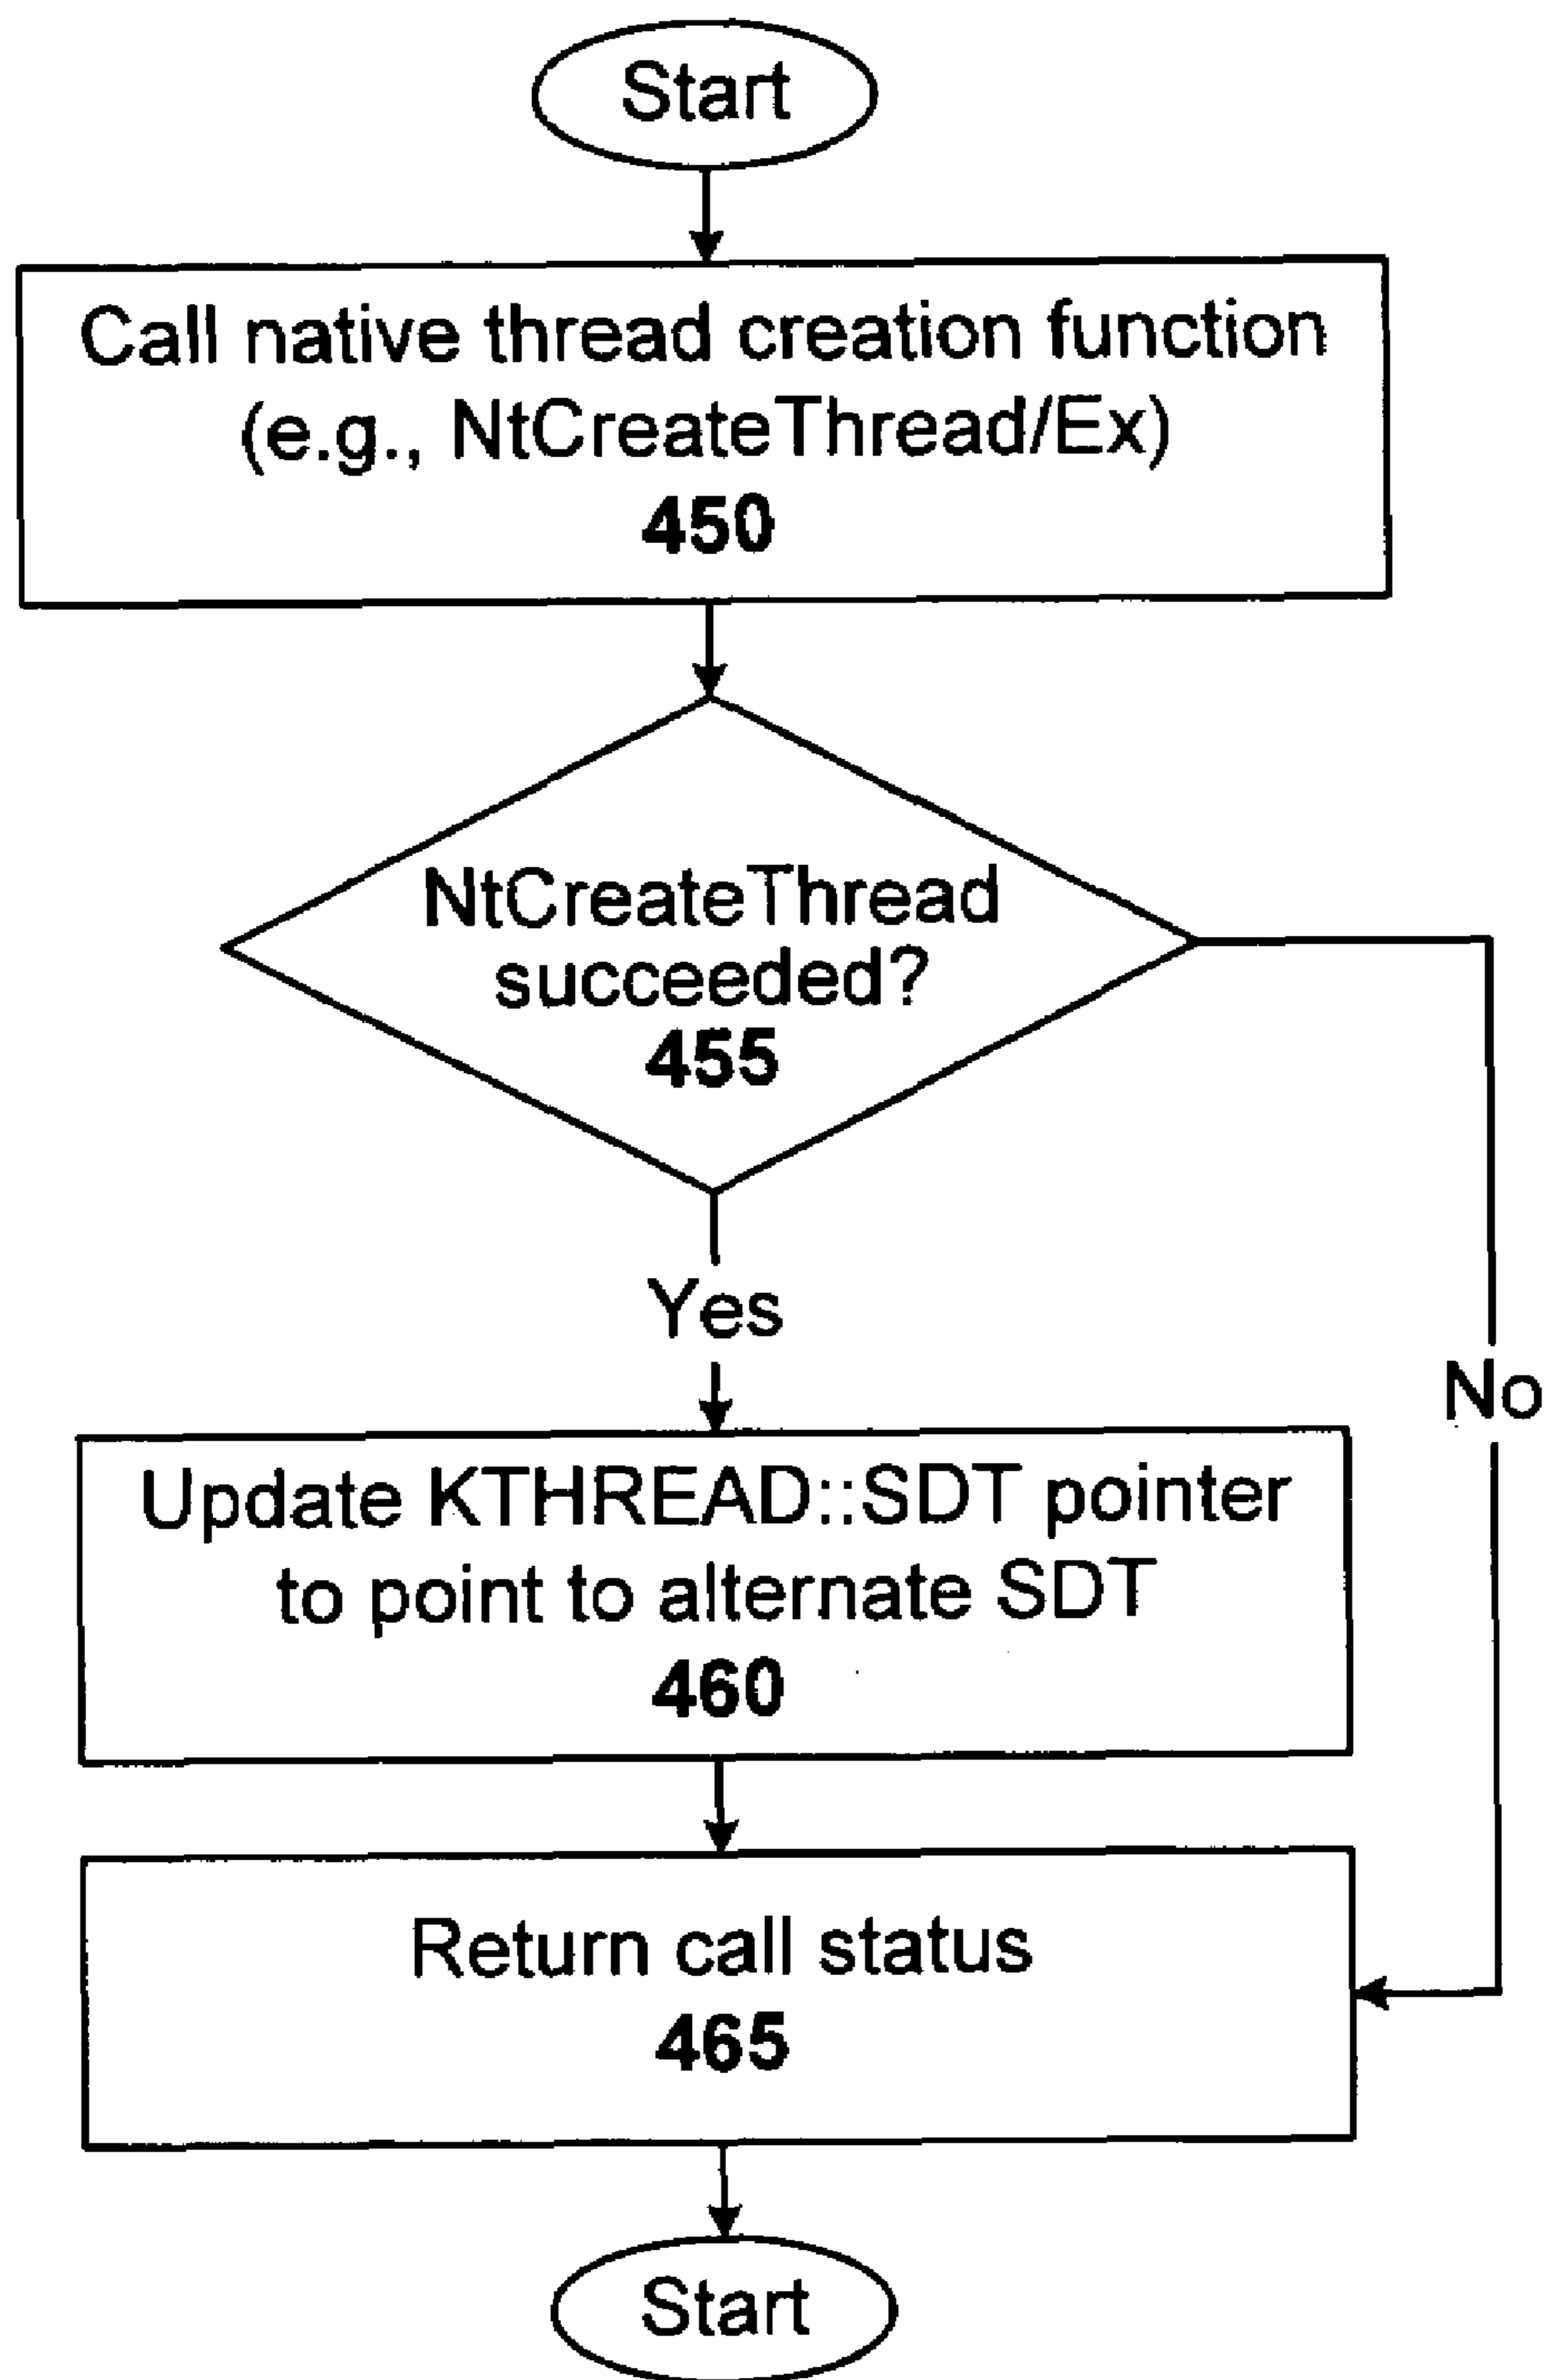 Start
Call native thread creation function
(e.g., NtCreateThread/Ex)
450
NtCreateThread
succeeded?
455
Yes
No
Update KTHREAD::SDT pointer
to point to alternate SDT
460
Return call status
465
Start